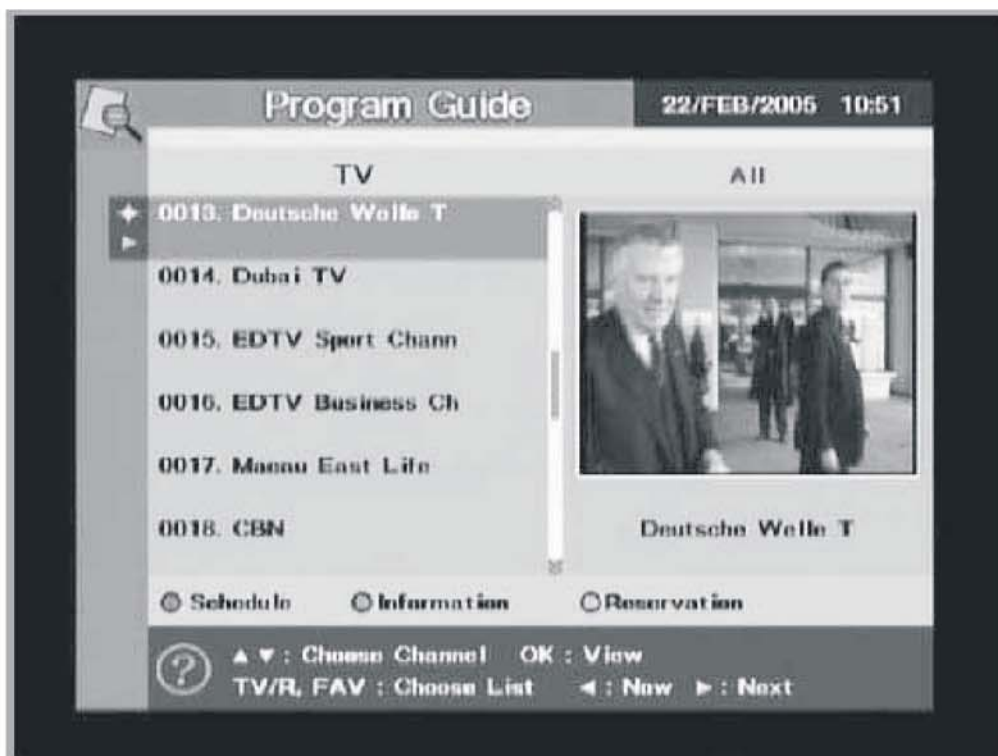 Program Guide
22/FEB/2005 10:51
TV
All
0013. Deutsche Welle T
0014. Dubai TV
0015. EDTV Sport Chann
0016. EDTV Business Ch
0017. Macau East Life
0018. CBN
Deutsche Welle T
Schedule Information Reservation
? ▲ ▼ : Choose Channel OK : View
TV/R, FAV : Choose List ◄ : Now ► : Next